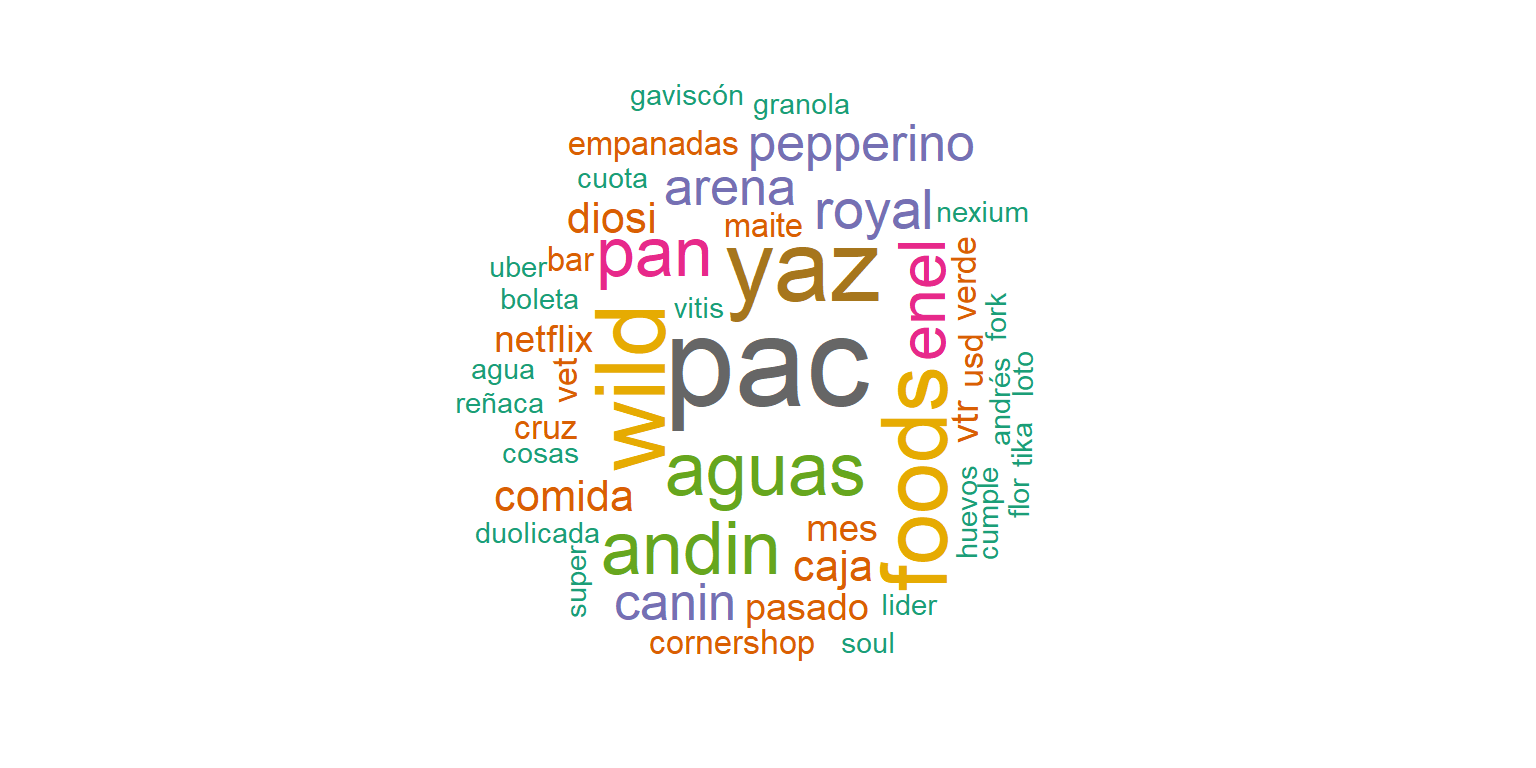 gaviscón
granola
empanadas
pepperino
cuota
arena
diosi
maite
royal
nexium
uber
bar
pan
yaz
enel
verde
boleta
vitis
fork
netflix
wild
pac
usd
agua
vet
andrés
loto
reñaca
foods
vtr
cruz
cosas
aguas
tika
comida
huevos
cumple
flor
duolicada
andin
mes
caja
super
canin
pasado
lider
cornershop
soul